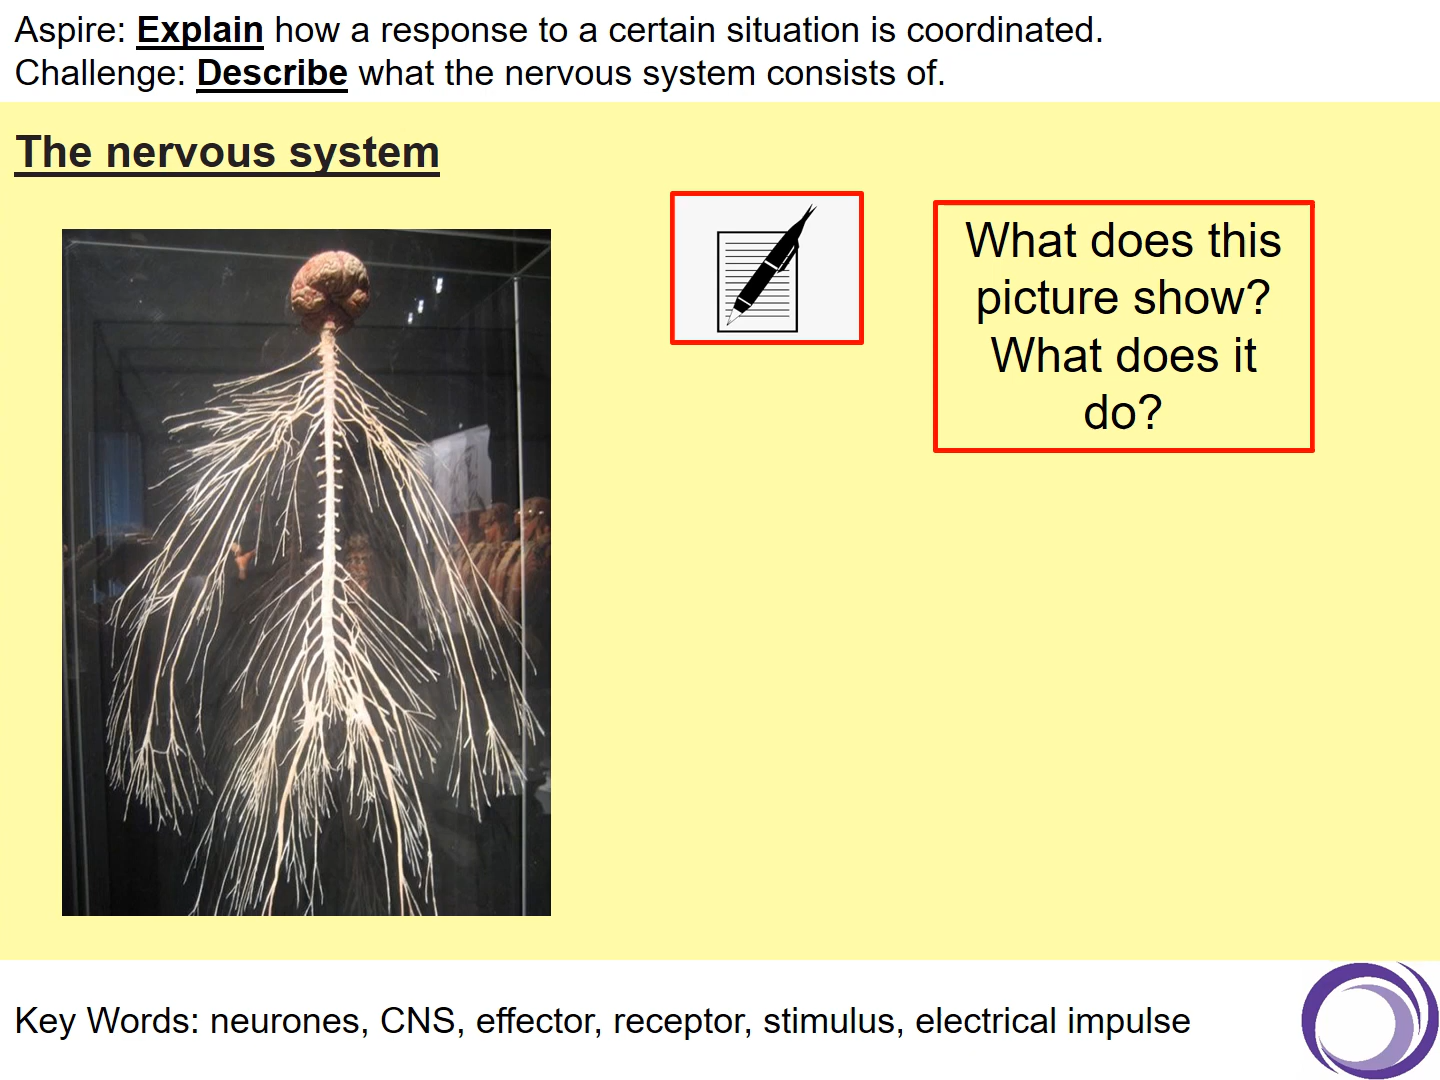 Aspire: Explain how a response to a certain situation is coordinated.
Challenge: Describe what the nervous system consists of.
The nervous system
What does this
picture show?
What does it
do?
Key Words: neurones, CNS, effector, receptor, stimulus, electrical impulse